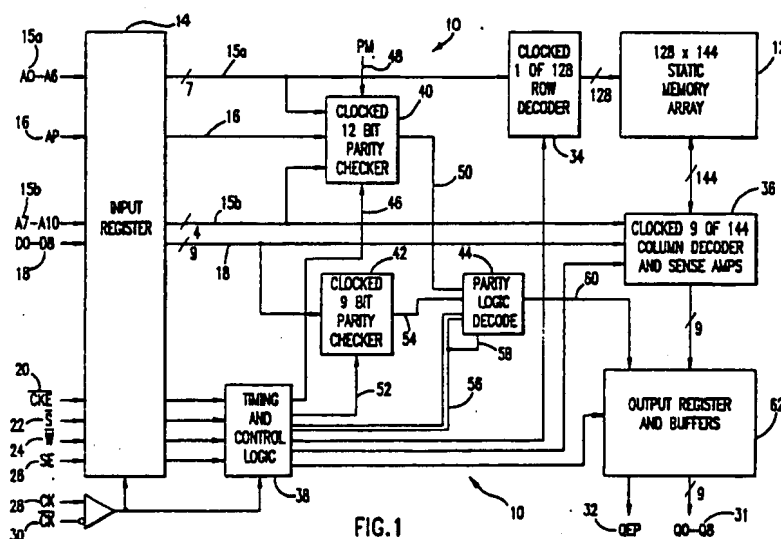 14
15a
A0-A6
16
AP
15b
A7-A10
D0-D8
18
INPUT
REGISTER
7
15a
16
4
15b
9
18
PM
48
10
CLOCKED
12 BIT
PARITY
CHECKER
40
46
50
CLOCKED
1 OF 128
ROW
DECODER
34
128
128 x 144
STATIC
MEMORY
ARRAY
144
36
CLOCKED 9 OF 144
COLUMN DECODER
AND SENSE AMPS
9
42
CLOCKED
9 BIT
PARITY
CHECKER
54
52
44
PARITY
LOGIC
DECODE
60
58
56
20
CKE
22
S
24
W
26
SE
28
CK
30
CK
TIMING
AND
CONTROL
LOGIC
38
OUTPUT REGISTER
AND BUFFERS
62
9
10
FIG.1
32
QEP
Q0-Q8
31